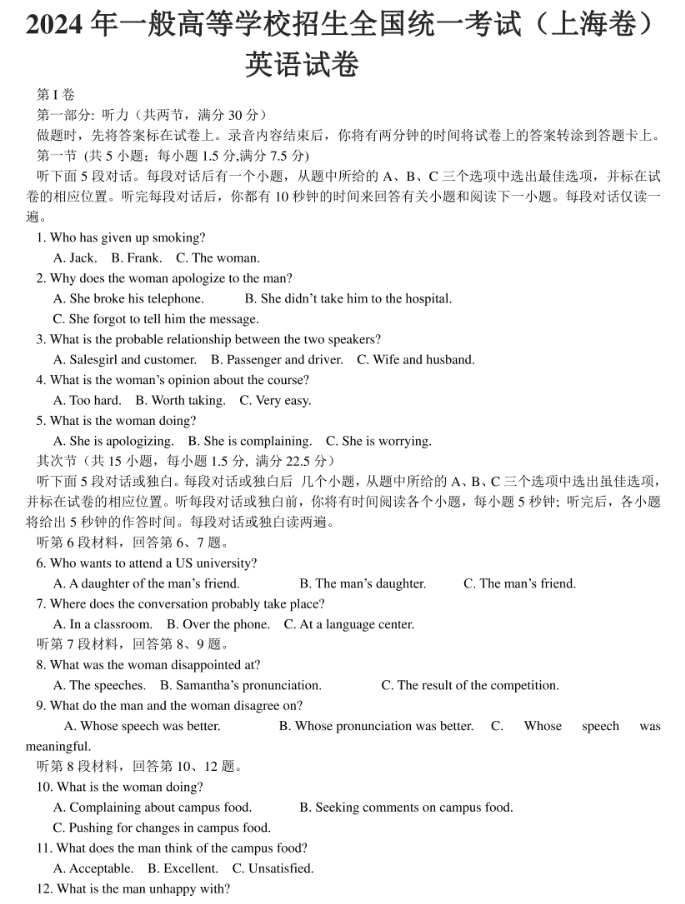 2024 年一般高等学校招生全国统一考试（上海卷）
英语试卷
第 I 卷
第一部分: 听力（共两节，满分 30 分）
做题时，先将答案标在试卷上。录音内容结束后，你将有两分钟的时间将试卷上的答案转涂到答题卡上。
第一节 (共 5 小题；每小题 1.5 分,满分 7.5 分)
听下面 5 段对话。每段对话后有一个小题，从题中所给的 A、B、C 三个选项中选出最佳选项，并标在试
卷的相应位置。听完每段对话后，你都有 10 秒钟的时间来回答有关小题和阅读下一小题。每段对话仅读一
遍。
1. Who has given up smoking?
A. Jack. B. Frank. C. The woman.
2. Why does the woman apologize to the man?
A. She broke his telephone. B. She didn’t take him to the hospital.
C. She forgot to tell him the message.
3. What is the probable relationship between the two speakers?
A. Salesgirl and customer. B. Passenger and driver. C. Wife and husband.
4. What is the woman’s opinion about the course?
A. Too hard. B. Worth taking. C. Very easy.
5. What is the woman doing?
A. She is apologizing. B. She is complaining. C. She is worrying.
其次节（共 15 小题，每小题 1.5 分, 满分 22.5 分）
听下面 5 段对话或独白。每段对话或独白后 几个小题，从题中所给的 A、B、C 三个选项中选出虽佳选项，
并标在试卷的相应位置。听每段对话或独白前，你将有时间阅读各个小题，每小题 5 秒钟; 听完后，各小题
将给出 5 秒钟的作答时间。每段对话或独白读两遍。
听第 6 段材料，回答第 6、7 题。
6. Who wants to attend a US university?
A. A daughter of the man’s friend. B. The man’s daughter. C. The man’s friend.
7. Where does the conversation probably take place?
A. In a classroom. B. Over the phone. C. At a language center.
听第 7 段材料，回答第 8、9 题。
8. What was the woman disappointed at?
A. The speeches. B. Samantha’s pronunciation. C. The result of the competition.
9. What do the man and the woman disagree on?
A. Whose speech was better. B. Whose pronunciation was better. C. Whose speech was
meaningful.
听第 8 段材料，回答第 10、12 题。
10. What is the woman doing?
A. Complaining about campus food. B. Seeking comments on campus food.
C. Pushing for changes in campus food.
11. What does the man think of the campus food?
A. Acceptable. B. Excellent. C. Unsatisfied.
12. What is the man unhappy with?